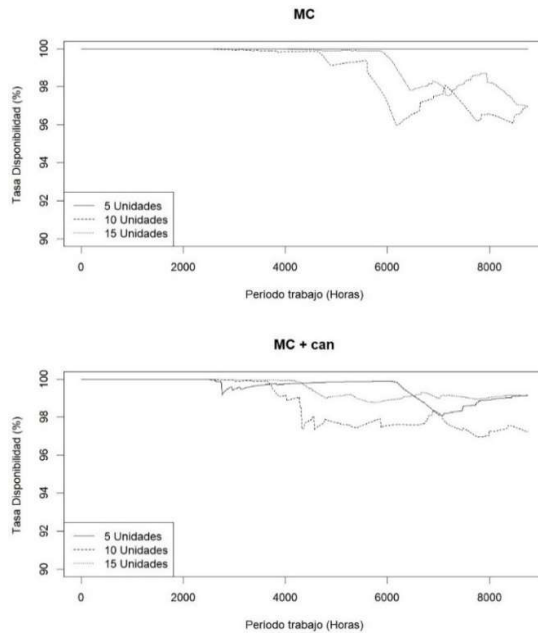 MC
Tasa Disponibilidad (%)
100
98
96
94
92
90
5 Unidades
10 Unidades
15 Unidades
0 2000 4000 6000 8000
Período trabajo (Horas)
MC + can
Tasa Disponibilidad (%)
100
98
96
94
92
90
5 Unidades
10 Unidades
15 Unidades
0 2000 4000 6000 8000
Período trabajo (Horas)